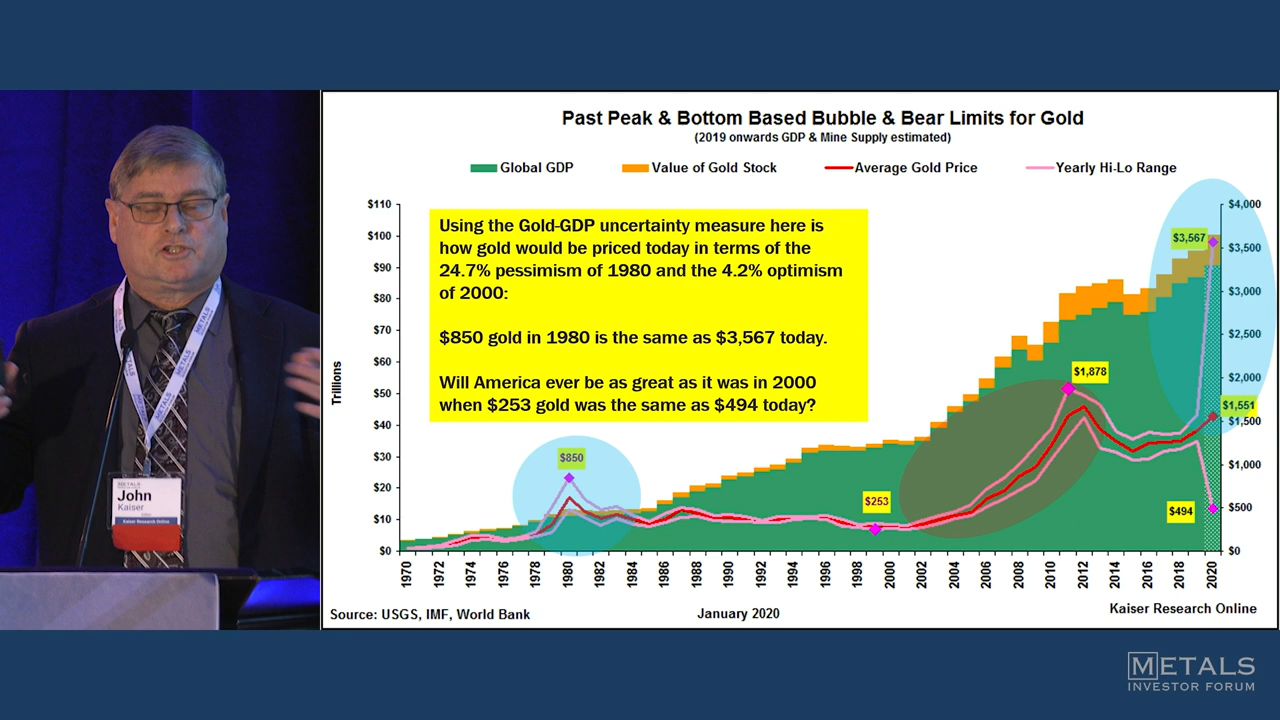 Past Peak & Bottom Based Bubble & Bear Limits for Gold
(2019 onwards GDP & Mine Supply estimated)
Global GDP
Value of Gold Stock
Average Gold Price
Yearly Hi-Lo Range
Using the Gold-GDP uncertainty measure here is
how gold would be priced today in terms of the
24.7% pessimism of 1980 and the 4.2% optimism
of 2000:
$850 gold in 1980 is the same as $3,567 today.
Will America ever be as great as it was in 2000
when $253 gold was the same as $494 today?
Trillions
$110
$100
$90
$80
$70
$60
$50
$40
$30
$20
$10
$0
$4,000
$3,500
$3,000
$2,500
$2,000
$1,500
$1,000
$500
$0
$850
$253
$1,878
$3,567
$1,551
$494
1970
1972
1974
1976
1978
1980
1982
1984
1986
1988
1990
1992
1994
1996
1998
2000
2002
2004
2006
2008
2010
2012
2014
2016
2018
2020
Source: USGS, IMF, World Bank
January 2020
Kaiser Research Online
METALS
METALS
John
Kaiser
Kaiser Research Online
METALS
INVESTOR FORUM